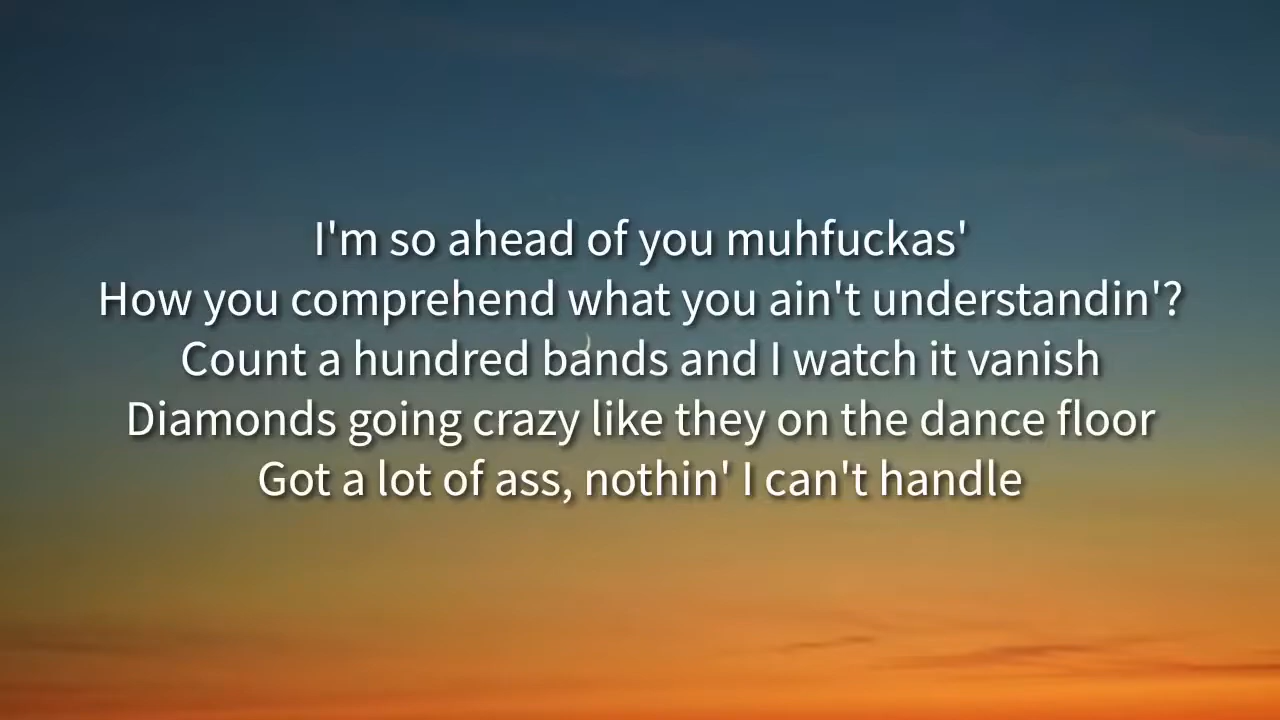 I'm so ahead of you muhfuckas'
How you comprehend what you ain't understandin'?
Count a hundred bands and I watch it vanish
Diamonds going crazy like they on the dance floor
Got a lot of ass, nothin' I can't handle